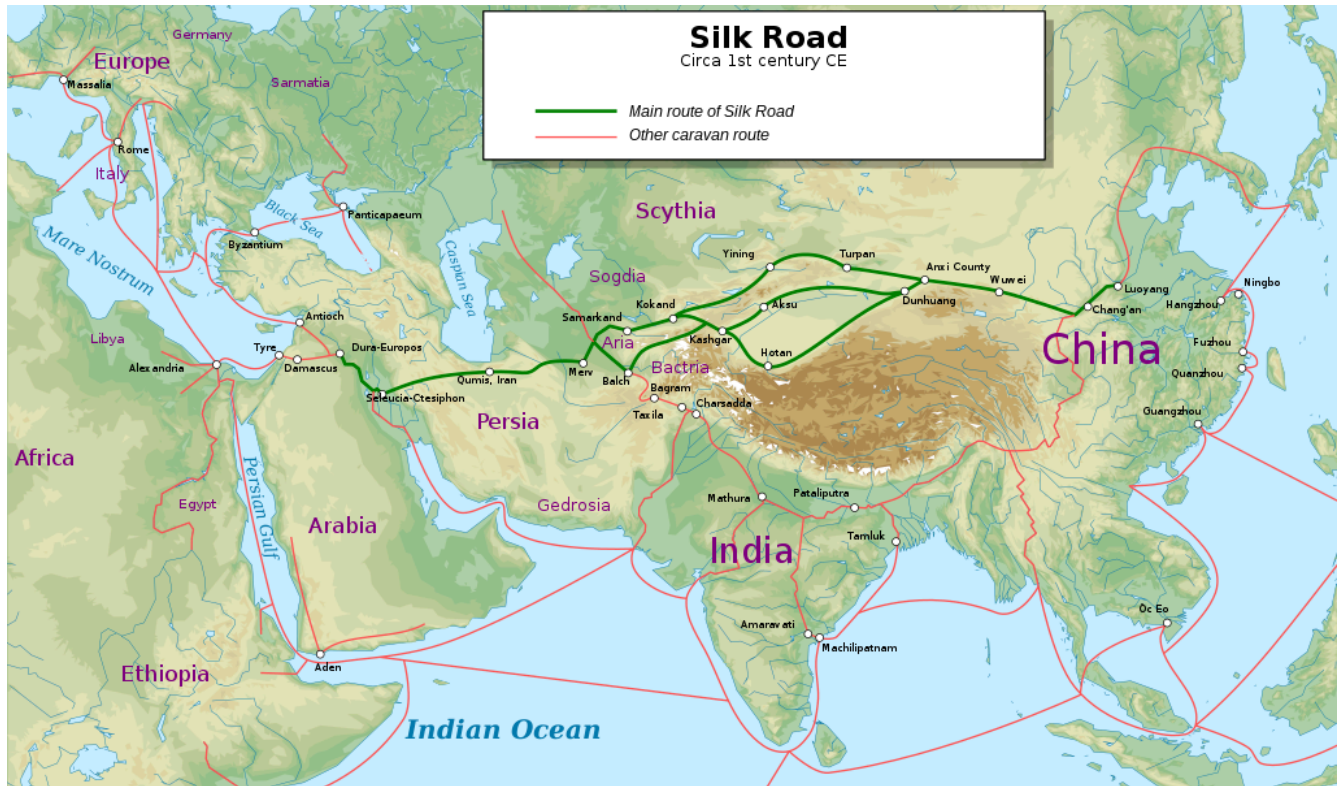 Silk Road
Circa 1st century CE
Main route of Silk Road
Other caravan route
Germany
Europe
Massalia
Sarmatia
Rome
Italy
Black Sea
Panticapaeum
Byzantium
Mare Nostrum
Caspian Sea
Scythia
Sogdia
Yining
Turpan
Anxi County
Wuwei
Dunhuang
Luoyang
Ningbo
Hangzhou
Chang'an
Kokand
Aksu
Samarkand
Antioch
Libya
Aria
Kashgar
China
Fuzhou
Tyre
Dura-Europos
Alexandria
Damascus
Hotan
Bactria
Quanzhou
Qumis, Iran
Merv
Balch
Bagram
Seleucia-Ctesiphon
Taxila
Charsadda
Guangzhou
Persia
Africa
Persian Gulf
Egypt
Gedrosia
Mathura
Pataliputra
Arabia
India
Tamluk
Óc Eo
Amaravati
Machilipatnam
Aden
Ethiopia
Indian Ocean